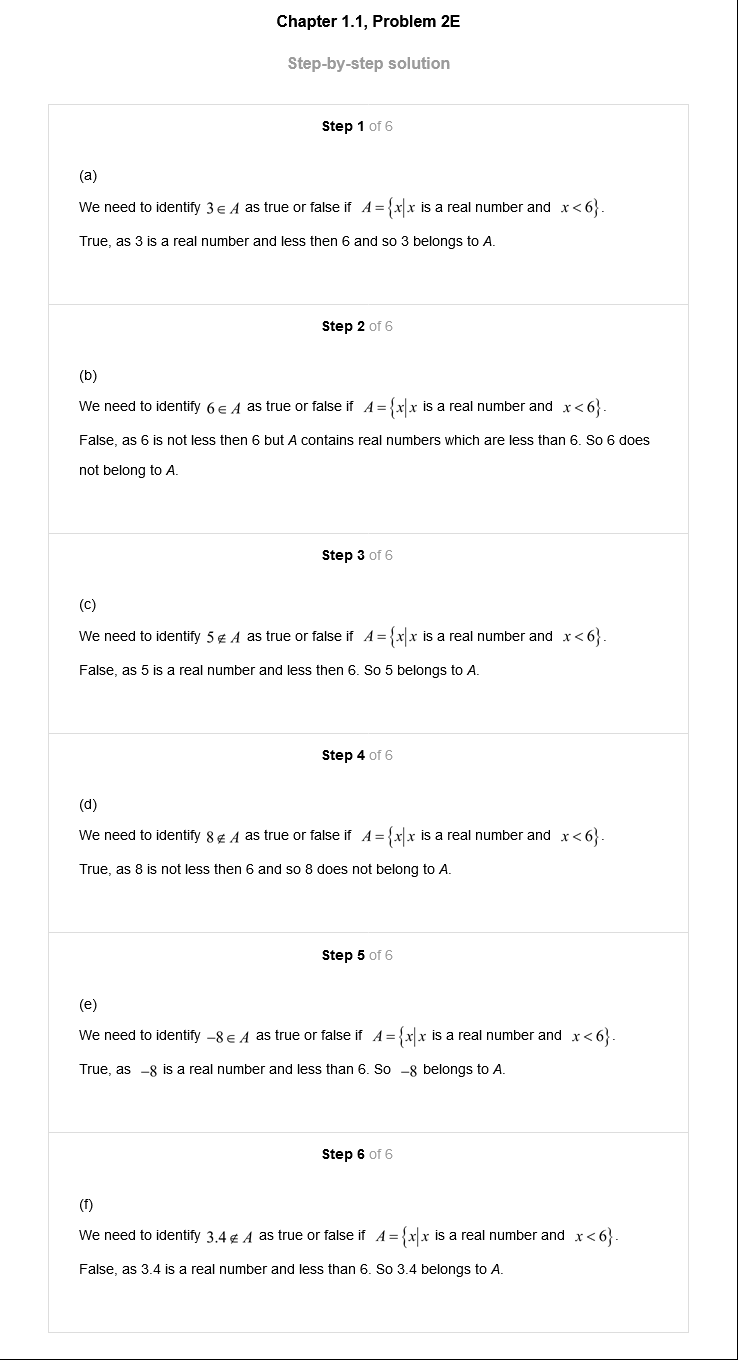 Chapter 1.1, Problem 2E
Step-by-step solution
Step 1 of 6
(a)
We need to identify 3 ∈ A as true or false if A = {x|x is a real number and x < 6}.
True, as 3 is a real number and less then 6 and so 3 belongs to A.
Step 2 of 6
(b)
We need to identify 6 ∈ A as true or false if A = {x|x is a real number and x < 6}.
False, as 6 is not less then 6 but A contains real numbers which are less than 6. So 6 does
not belong to A.
Step 3 of 6
(c)
We need to identify 5 ∉ A as true or false if A = {x|x is a real number and x < 6}.
False, as 5 is a real number and less then 6. So 5 belongs to A.
Step 4 of 6
(d)
We need to identify 8 ∉ A as true or false if A = {x|x is a real number and x < 6}.
True, as 8 is not less then 6 and so 8 does not belong to A.
Step 5 of 6
(e)
We need to identify −8 ∈ A as true or false if A = {x|x is a real number and x < 6}.
True, as −8 is a real number and less than 6. So −8 belongs to A.
Step 6 of 6
(f)
We need to identify 3.4 ∉ A as true or false if A = {x|x is a real number and x < 6}.
False, as 3.4 is a real number and less than 6. So 3.4 belongs to A.